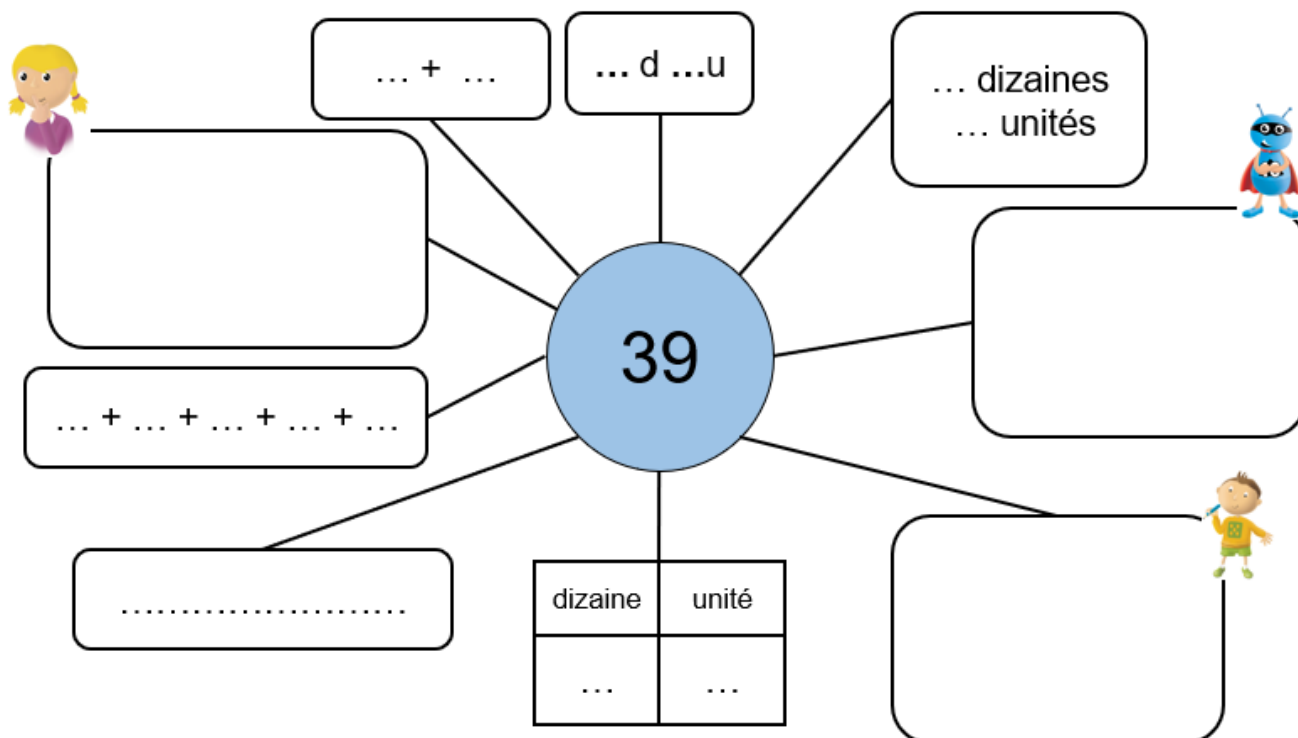 … + …
… d …u
… dizaines
… unités
39
… + … + … + … + …
……………………
dizaine unité
… …